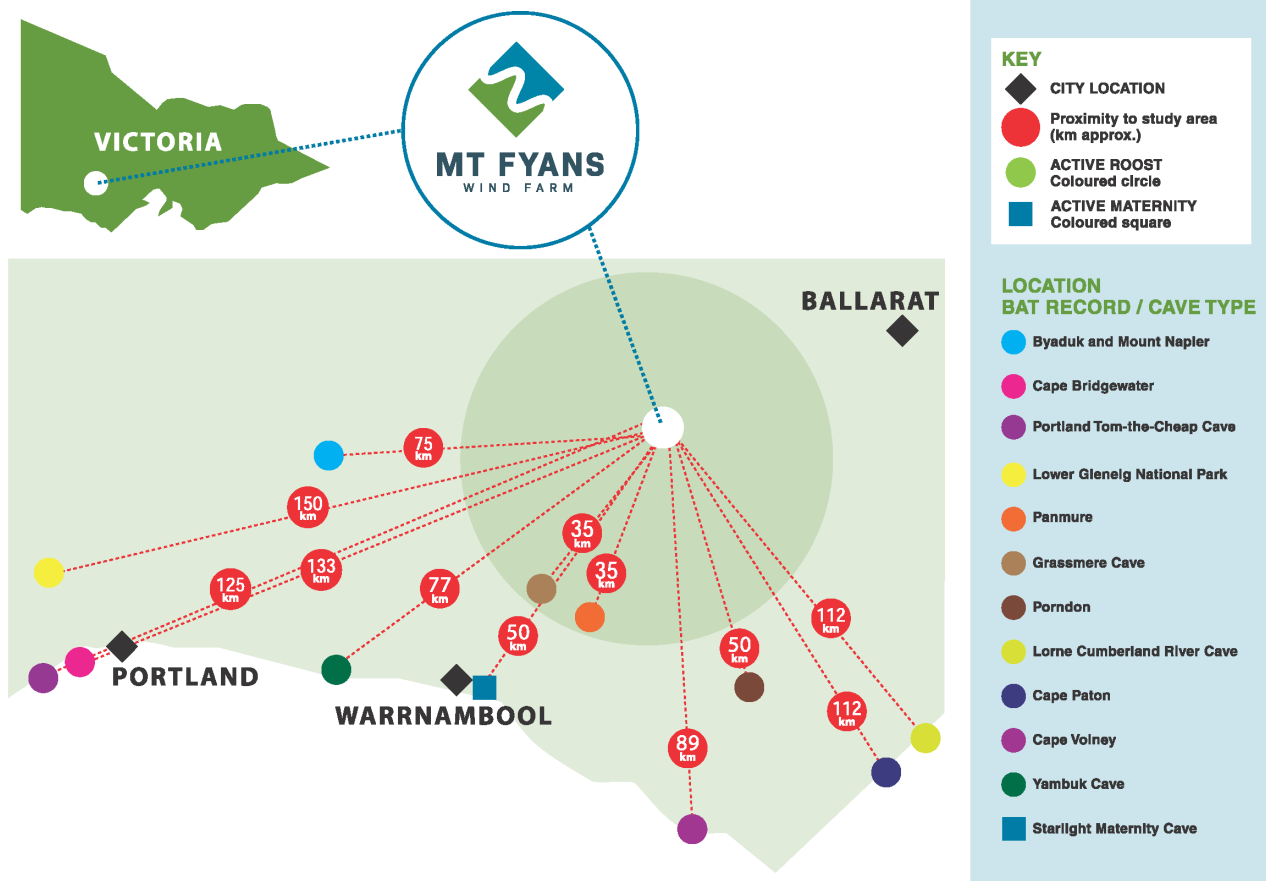 VICTORIA
MT FYANS
WIND FARM
KEY
CITY LOCATION
Proximity to study area
(km approx.)
ACTIVE ROOST
Coloured circle
ACTIVE MATERNITY
Coloured square
BALLARAT
75
km
150
km
35
km
133
km
35
km
125
km
77
km
112
km
50
km
50
km
PORTLAND
WARRNAMBOOL
112
km
89
km
LOCATION
BAT RECORD / CAVE TYPE
Byaduk and Mount Napler
Cape Bridgewater
Portland Tom-the-Cheap Cave
Lower Gleneig National Park
Panmure
Grassmere Cave
Porndon
Lorne Cumberland River Cave
Cape Paton
Cape Volney
Yambuk Cave
Starlight Maternity Cave